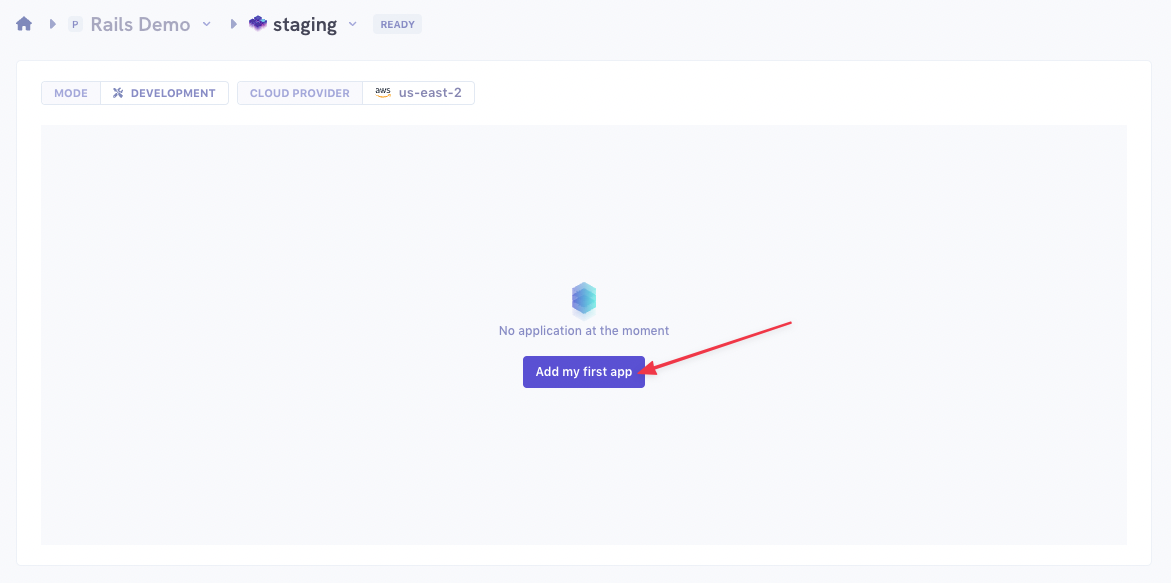 P Rails Demo staging READY
MODE DEVELOPMENT CLOUD PROVIDER aws us-east-2
No application at the moment
Add my first app